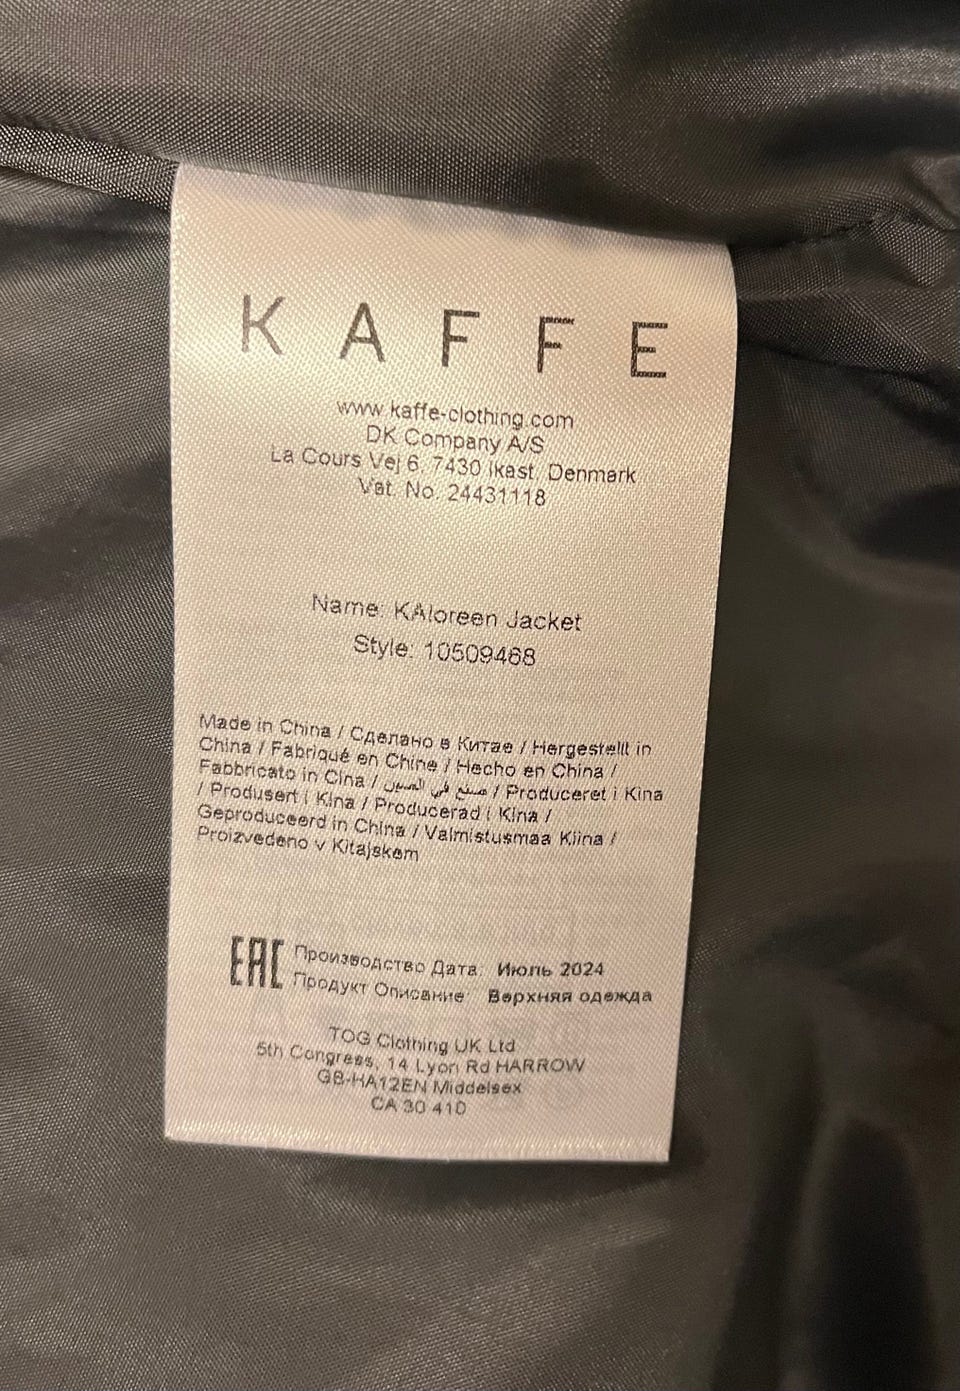 KAFFE
www.kaffe-clothing.com
DK Company A/S
La Cours Vej 6, 7430 Ikast, Denmark
Vat. No. 24431118
Name: KAloreen Jacket
Style: 10509468
Made in China / Сделано в Китае / Hergestellt in
China / Fabriqué en Chine / Hecho en China /
Fabbricato in Cina / صنع في الصين / Produceret i Kina
/ Produsert i Kina / Producerad i Kina /
Geproduceerd in China / Valmistusmaa Kiina /
Proizvedeno v Kitajskem
EAC Производство Дата: Июль 2024
Продукт Описание: Верхняя одежда
TOG Clothing UK Ltd
5th Congress, 14 Lyon Rd HARROW
GB-HA12EN Middelsex
CA 30 410